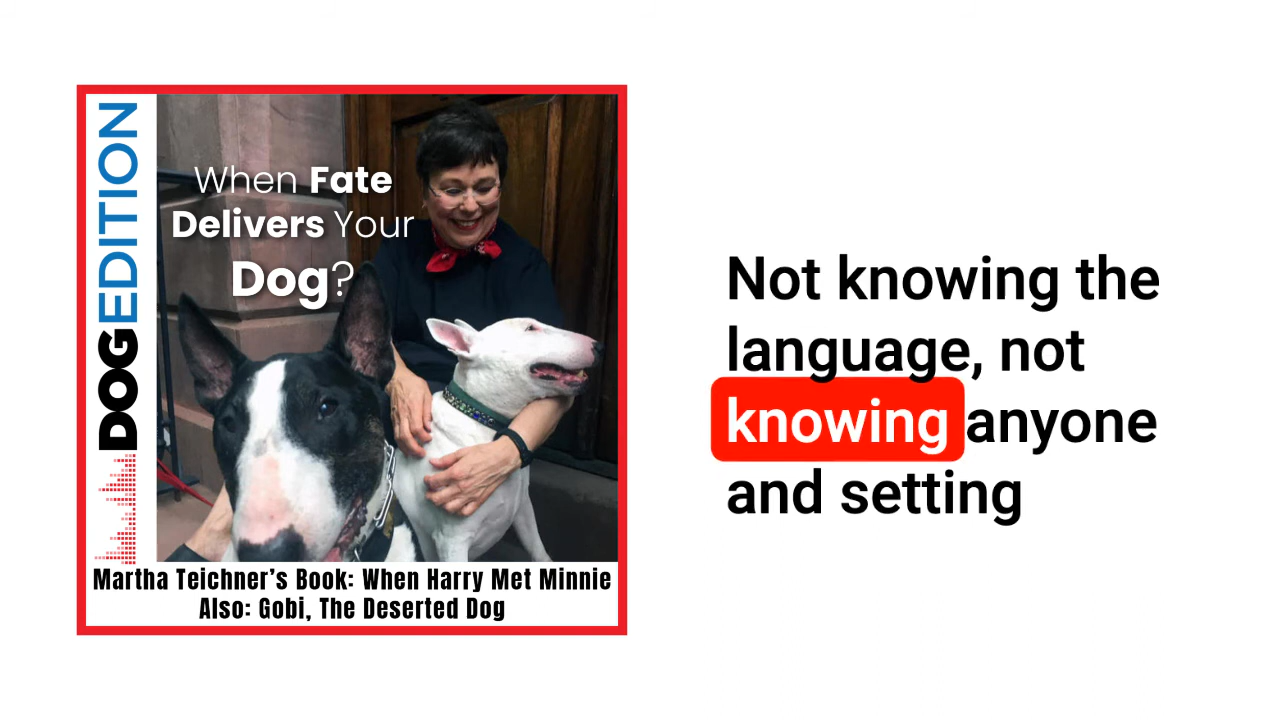 DOGEDITION
When Fate
Delivers Your
Dog?
Martha Teichner's Book: When Harry Met Minnie
Also: Gobi, The Deserted Dog
Not knowing the
language, not
knowing anyone
and setting